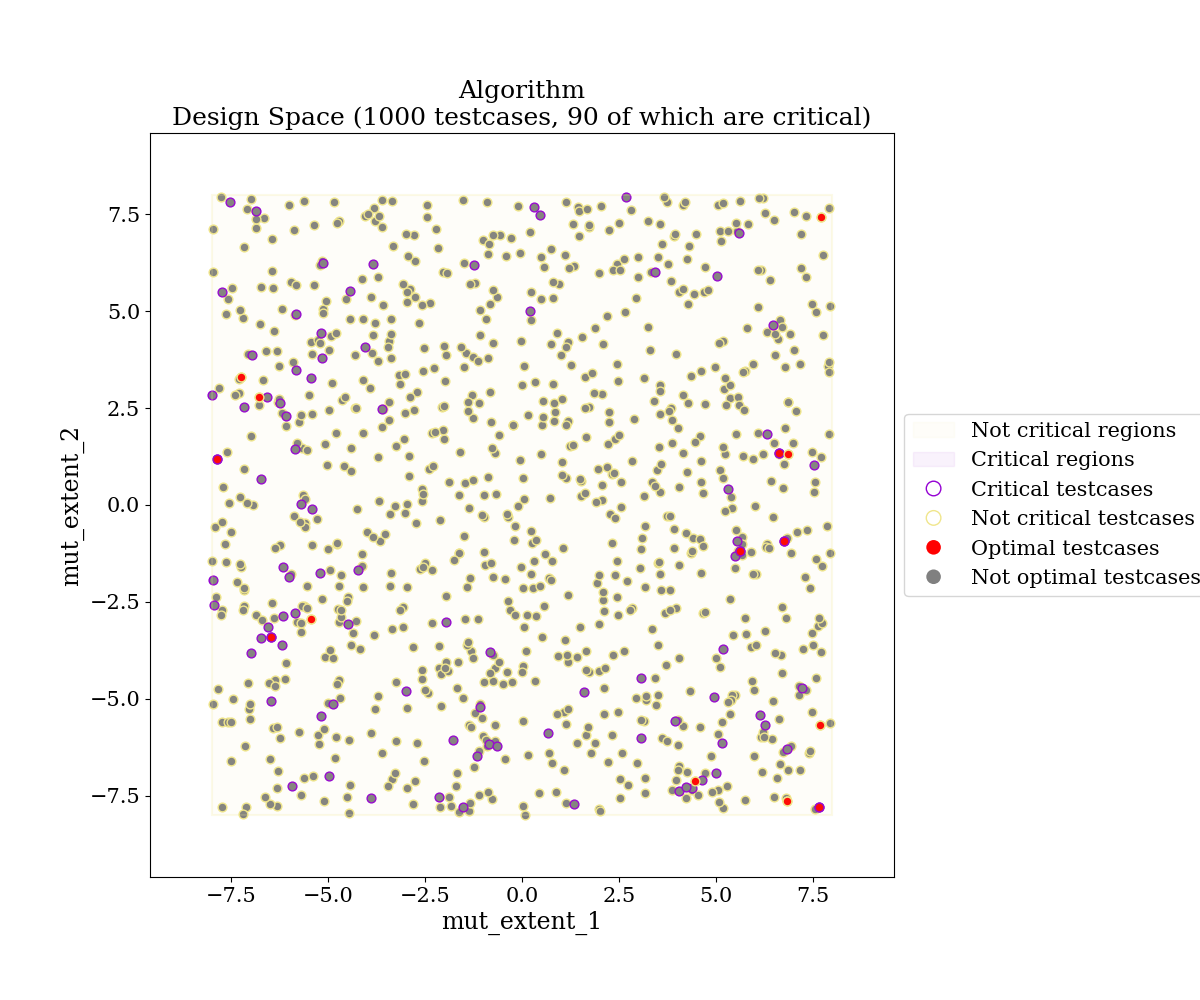 Algorithm
Design Space (1000 testcases, 90 of which are critical)
7.5
5.0
2.5
0.0
−2.5
−5.0
−7.5
mut_extent_2
−7.5
−5.0
−2.5
0.0
2.5
5.0
7.5
mut_extent_1
Not critical regions
Critical regions
Critical testcases
Not critical testcases
Optimal testcases
Not optimal testcases